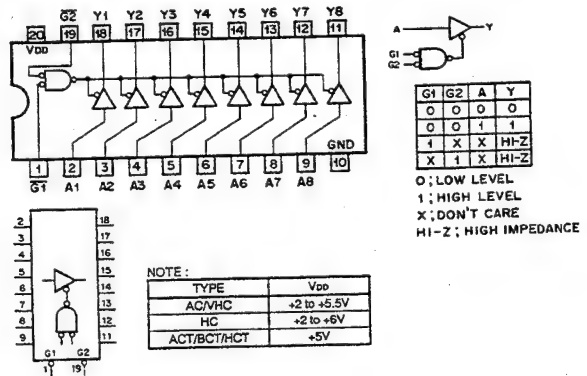 G2 Y1 Y2 Y3 Y4 Y5 Y6 Y7 Y8
20 19 18 17 16 15 14 13 12 11
VDD
GND
1 2 3 4 5 6 7 8 9 10
G1 A1 A2 A3 A4 A5 A6 A7 A8
A Y
G1
G2
G1 G2 A Y
0 0 0 0
0 0 1 1
1 X X HI-Z
X 1 X HI-Z
0 ; LOW LEVEL
1 ; HIGH LEVEL
X ; DON'T CARE
HI-Z ; HIGH IMPEDANCE
2 18
3 17
4 16
5 15
6 14
7 13
8 12
9 11
G1 G2
1 19
NOTE :
TYPE VDD
AC/VHC +2 to +5.5V
HC +2 to +6V
ACT/BCT/HCT +5V